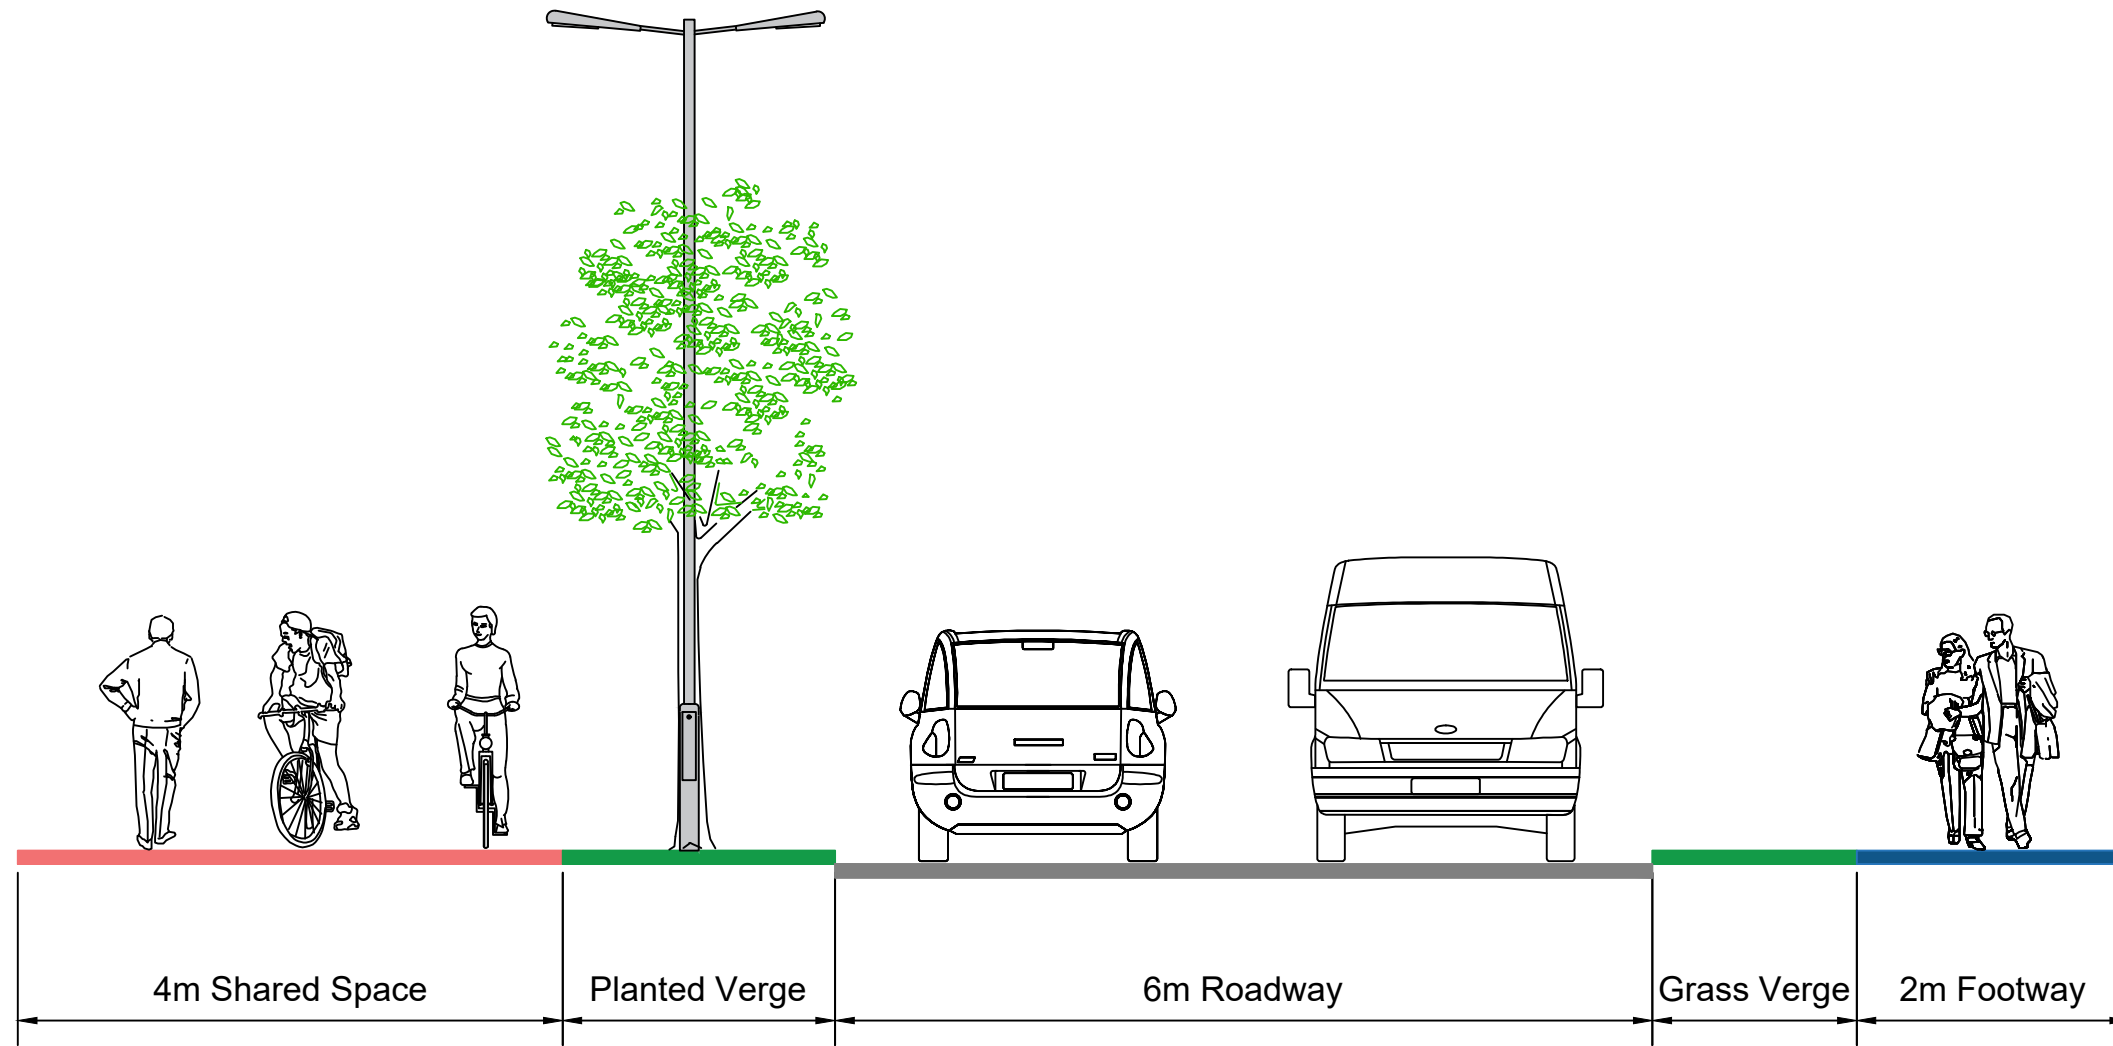 4m Shared Space
Planted Verge
6m Roadway
Grass Verge
2m Footway